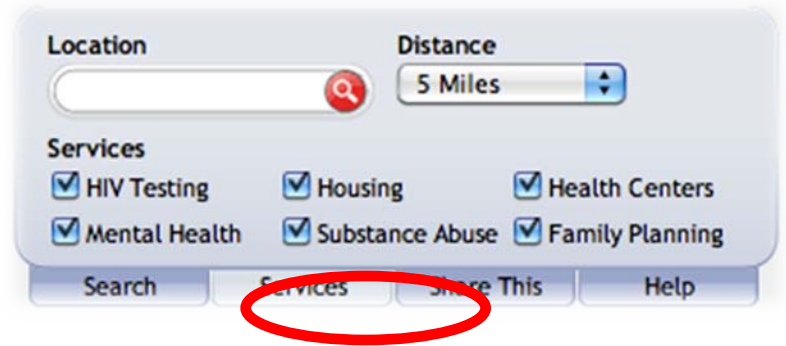 Location Distance
5 Miles
Services
HIV Testing Housing Health Centers
Mental Health Substance Abuse Family Planning
Search Services Share This Help